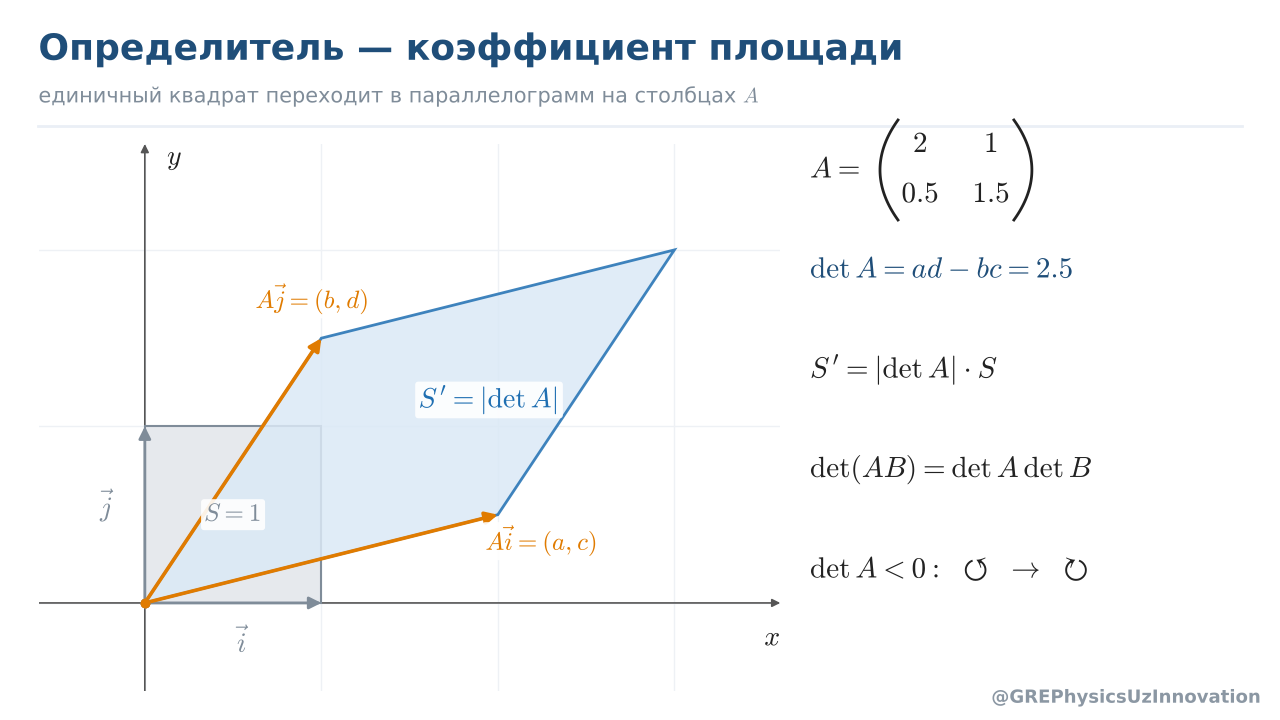 Определитель — коэффициент площади
единичный квадрат переходит в параллелограмм на столбцах A
y
A = ( 2 1
0.5 1.5 )
det A = ad − bc = 2.5
Aj⃗ = (b, d)
S′ = |det A| · S
S′ = |det A|
det(AB) = det A det B
j⃗
S = 1
Ai⃗ = (a, c)
det A < 0 : ↺ → ↻
i⃗
x
@GREPhysicsUzInnovation